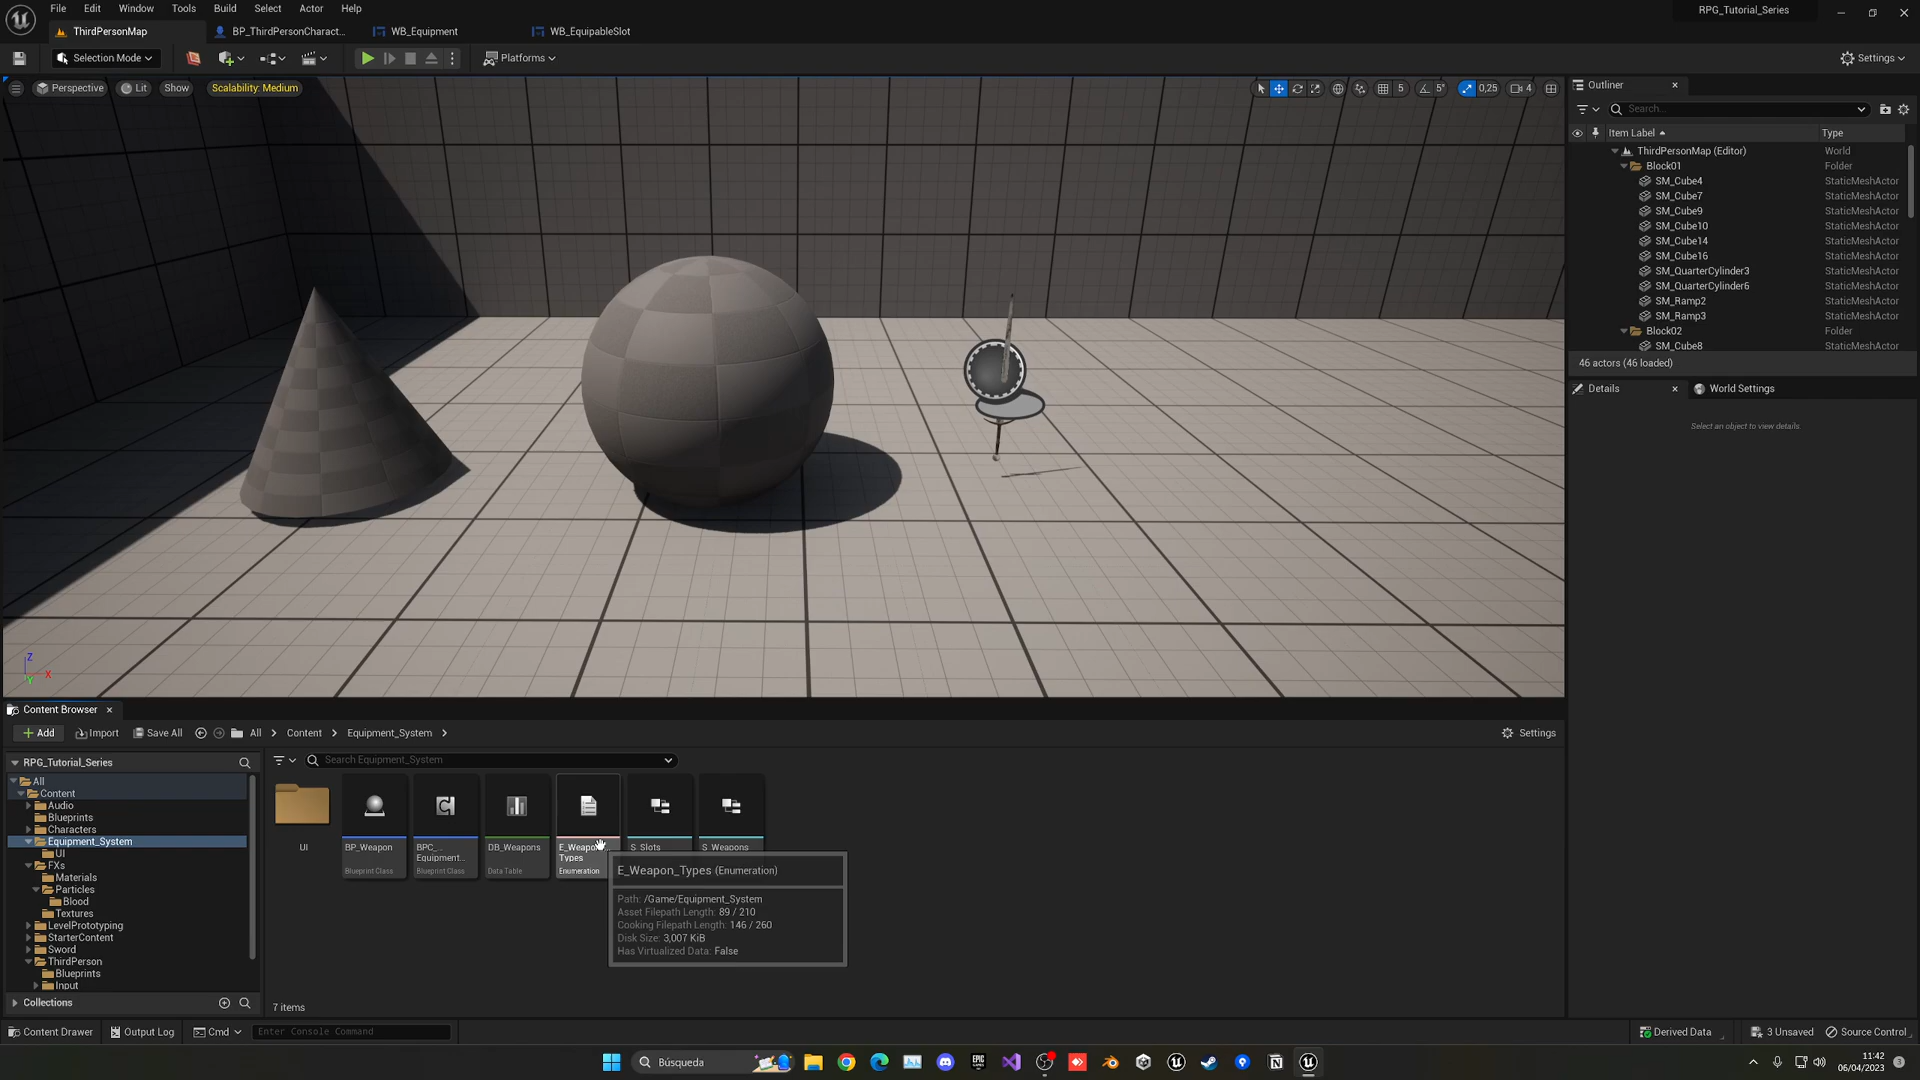 File Edit Window Tools Build Select Actor Help
RPG_Tutorial_Series
ThirdPersonMap
BP_ThirdPersonCharact...
WB_Equipment
WB_EquipableSlot
Selection Mode
Platforms
Settings
Perspective
Lit
Show
Scalability: Medium
5
5°
0,25
4
Outliner
Search...
Item Label
Type
ThirdPersonMap (Editor) World
Block01 Folder
SM_Cube4 StaticMeshActor
SM_Cube7 StaticMeshActor
SM_Cube9 StaticMeshActor
SM_Cube10 StaticMeshActor
SM_Cube14 StaticMeshActor
SM_Cube16 StaticMeshActor
SM_QuarterCylinder3 StaticMeshActor
SM_QuarterCylinder6 StaticMeshActor
SM_Ramp2 StaticMeshActor
SM_Ramp3 StaticMeshActor
Block02 Folder
SM_Cube8 StaticMeshActor
46 actors (46 loaded)
Details
World Settings
Select an object to view details.
Z
X
Y
Content Browser
Add
Import
Save All
All
Content
Equipment_System
Settings
RPG_Tutorial_Series
Search Equipment_System
All
Content
Audio
Blueprints
Characters
Equipment_System
UI
FXs
Materials
Particles
Blood
Textures
LevelPrototyping
StarterContent
Sword
ThirdPerson
Blueprints
Input
Collections
UI
BP_Weapon
Blueprint Class
BPC_...
Equipment...
Blueprint Class
DB_Weapons
Data Table
E_Weapon_
Types
Enumeration
S_Slots
S_Weapons
E_Weapon_Types (Enumeration)
Path: /Game/Equipment_System
Asset Filepath Length: 89 / 210
Cooking Filepath Length: 146 / 260
Disk Size: 3,007 KiB
Has Virtualized Data: False
7 items
Content Drawer
Output Log
Cmd
Enter Console Command
Derived Data
3 Unsaved
Source Control
Búsqueda
EPIC GAMES
11:42
06/04/2023
3